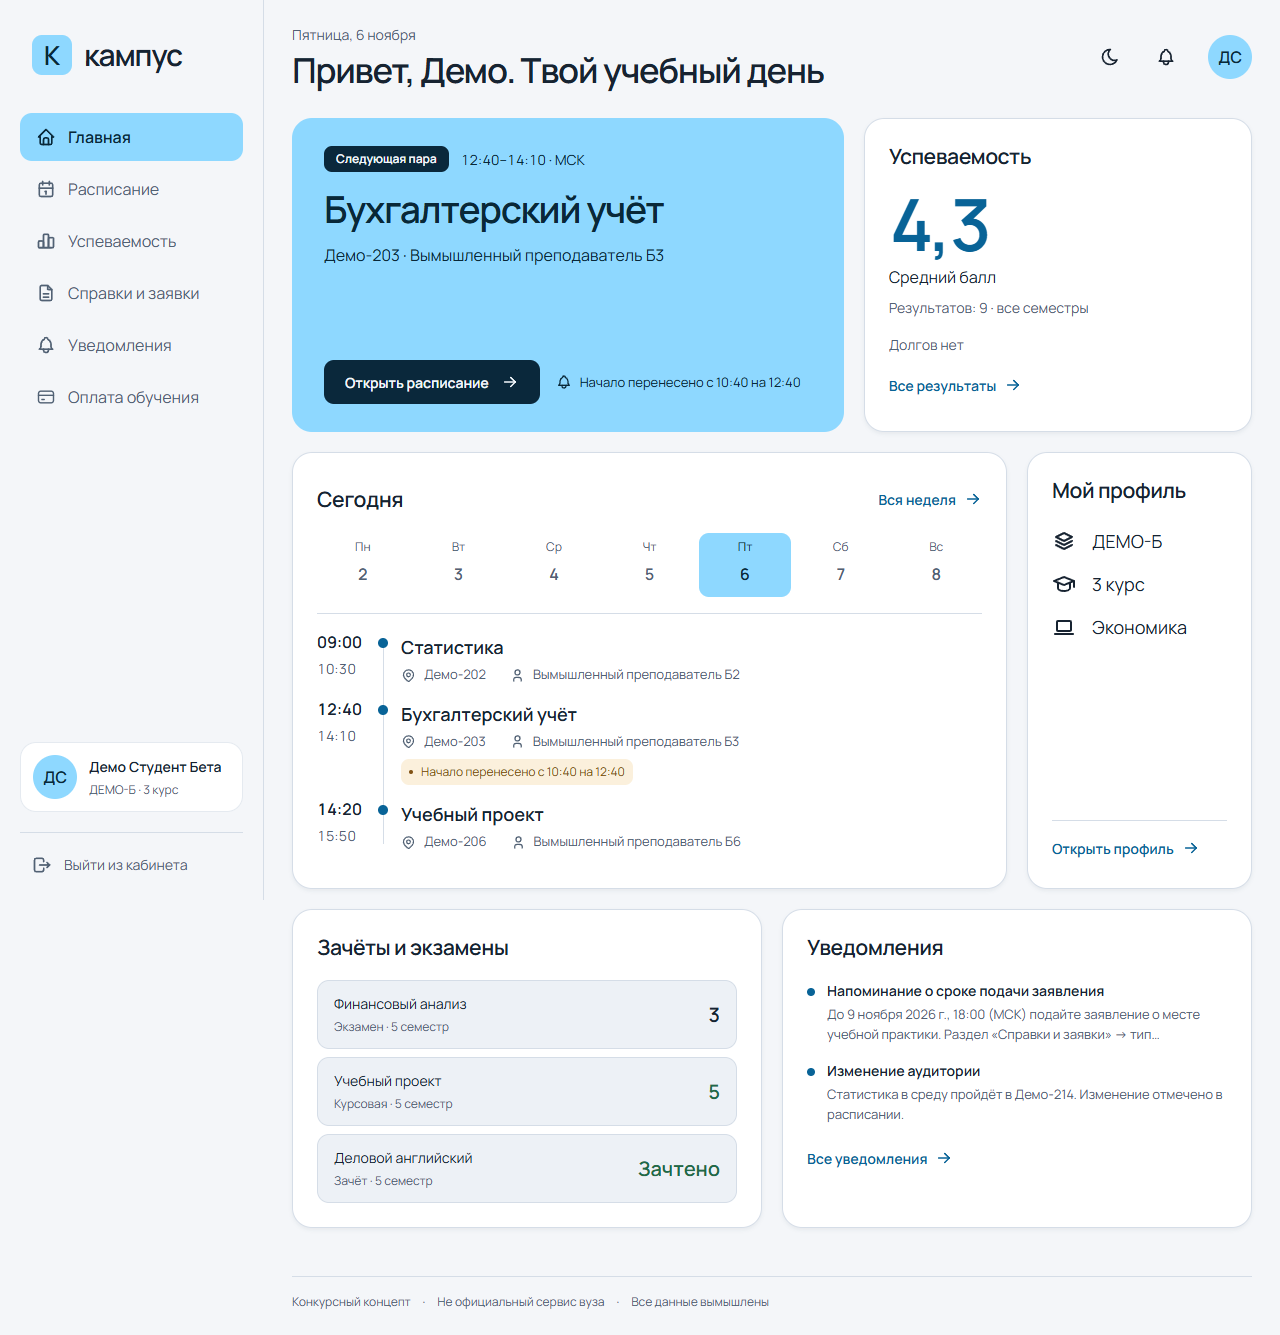 К кампус
Главная
Расписание
Успеваемость
Справки и заявки
Уведомления
Оплата обучения
ДС
Демо Студент Бета
ДЕМО-Б · 3 курс
Выйти из кабинета
Пятница, 6 ноября
Привет, Демо. Твой учебный день
ДС
Следующая пара 12:40–14:10 · МСК
Бухгалтерский учёт
Демо-203 · Вымышленный преподаватель Б3
Открыть расписание → Начало перенесено с 10:40 на 12:40
Успеваемость
4,3
Средний балл
Результатов: 9 · все семестры
Долгов нет
Все результаты →
Сегодня
Вся неделя →
Пн Вт Ср Чт Пт Сб Вс
2 3 4 5 6 7 8
09:00 Статистика
10:30 Демо-202 Вымышленный преподаватель Б2
12:40 Бухгалтерский учёт
14:10 Демо-203 Вымышленный преподаватель Б3
• Начало перенесено с 10:40 на 12:40
14:20 Учебный проект
15:50 Демо-206 Вымышленный преподаватель Б6
Мой профиль
ДЕМО-Б
3 курс
Экономика
Открыть профиль →
Зачёты и экзамены
Финансовый анализ
Экзамен · 5 семестр
3
Учебный проект
Курсовая · 5 семестр
5
Деловой английский
Зачёт · 5 семестр
Зачтено
Уведомления
Напоминание о сроке подачи заявления
До 9 ноября 2026 г., 18:00 (МСК) подайте заявление о месте
учебной практики. Раздел «Справки и заявки» → тип…
Изменение аудитории
Статистика в среду пройдёт в Демо-214. Изменение отмечено в
расписании.
Все уведомления →
Конкурсный концепт · Не официальный сервис вуза · Все данные вымышлены